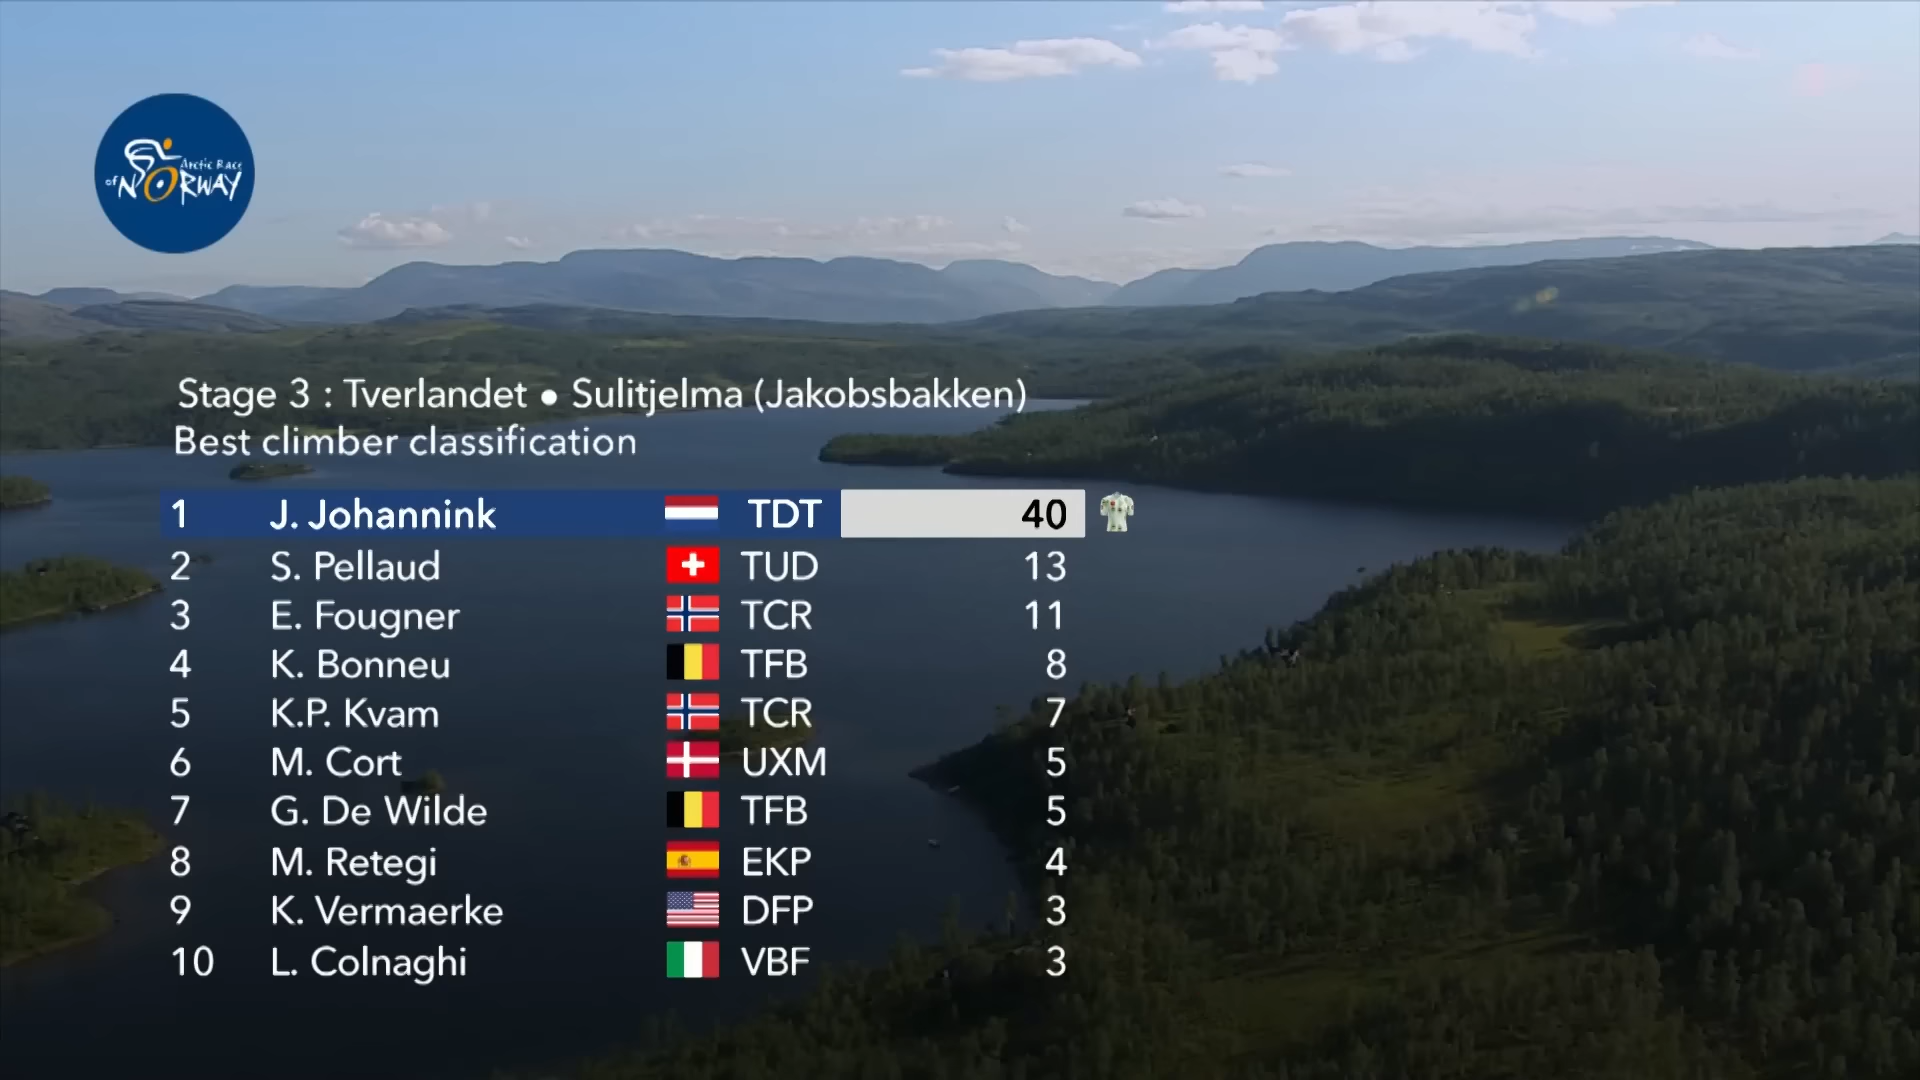 Arctic Race
of NORWAY
Stage 3 : Tverlandet ● Sulitjelma (Jakobsbakken)
Best climber classification
1 J. Johannink TDT 40
2 S. Pellaud TUD 13
3 E. Fougner TCR 11
4 K. Bonneu TFB 8
5 K.P. Kvam TCR 7
6 M. Cort UXM 5
7 G. De Wilde TFB 5
8 M. Retegi EKP 4
9 K. Vermaerke DFP 3
10 L. Colnaghi VBF 3